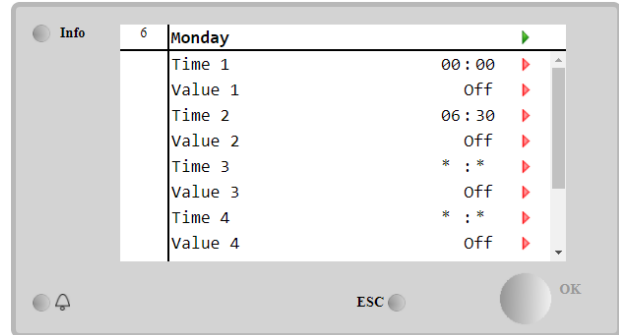 Info
6 Monday
Time 1 00:00
Value 1 Off
Time 2 06:30
Value 2 Off
Time 3 * : *
Value 3 Off
Time 4 * : *
Value 4 Off
ESC
OK